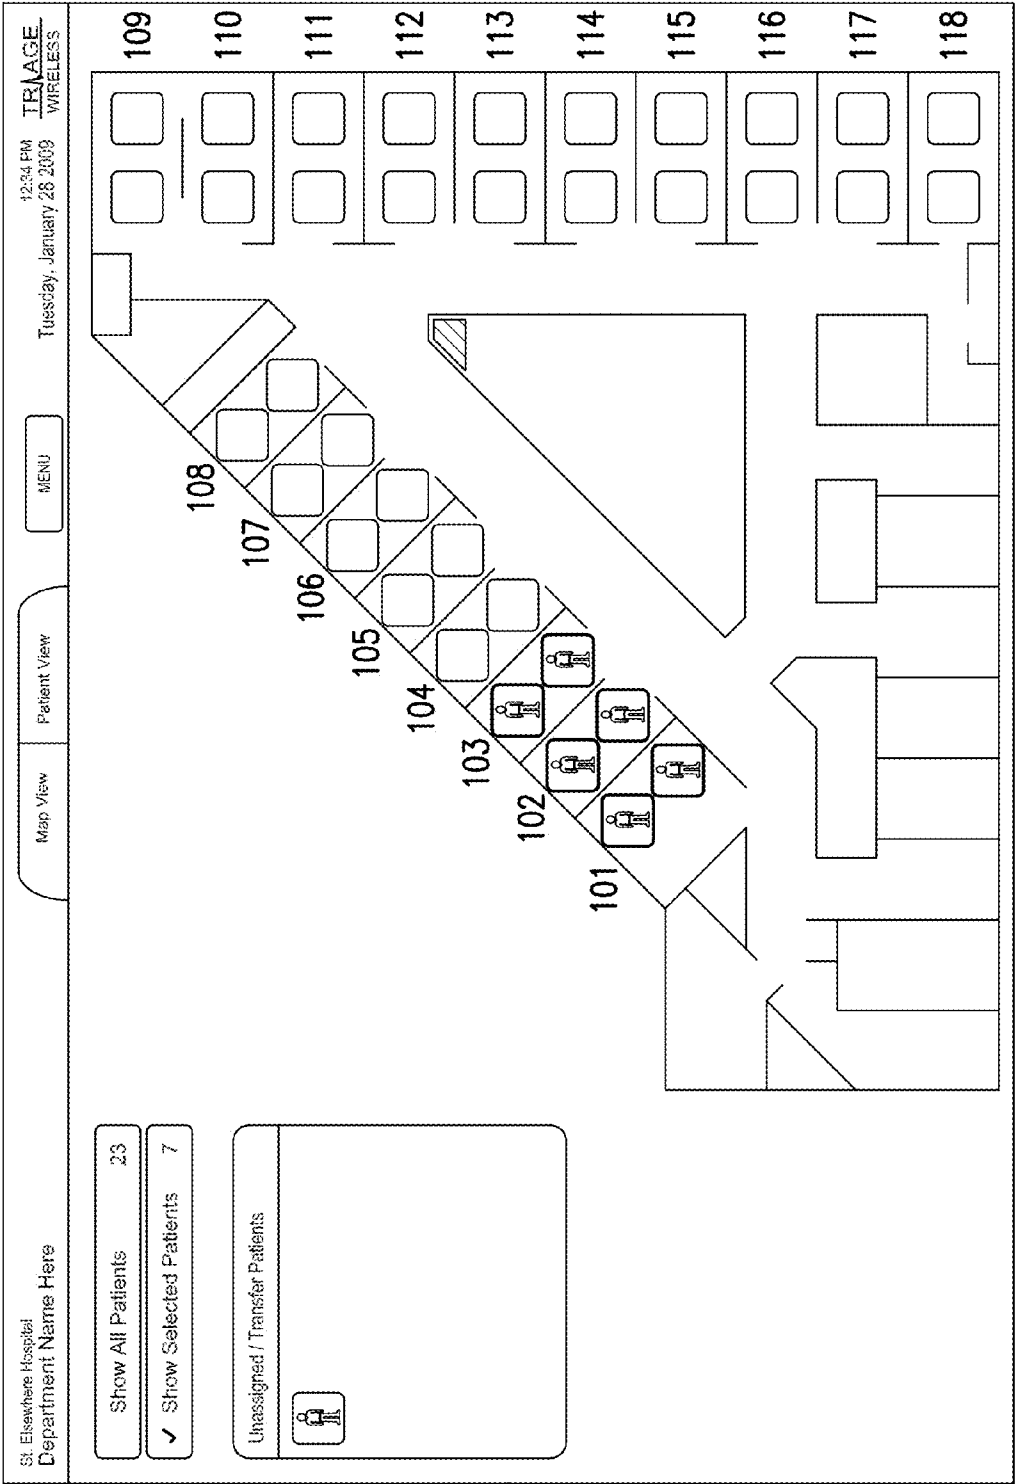 St. Elsewhere Hospital
Department Name Here
Map View
Patient View
MENU
12:34 PM
Tuesday, January 28 2009
TRIAGE
WIRELESS
Show All Patients 23
✓ Show Selected Patients 7
Unassigned / Transfer Patients
101
102
103
104
105
106
107
108
109
110
111
112
113
114
115
116
117
118